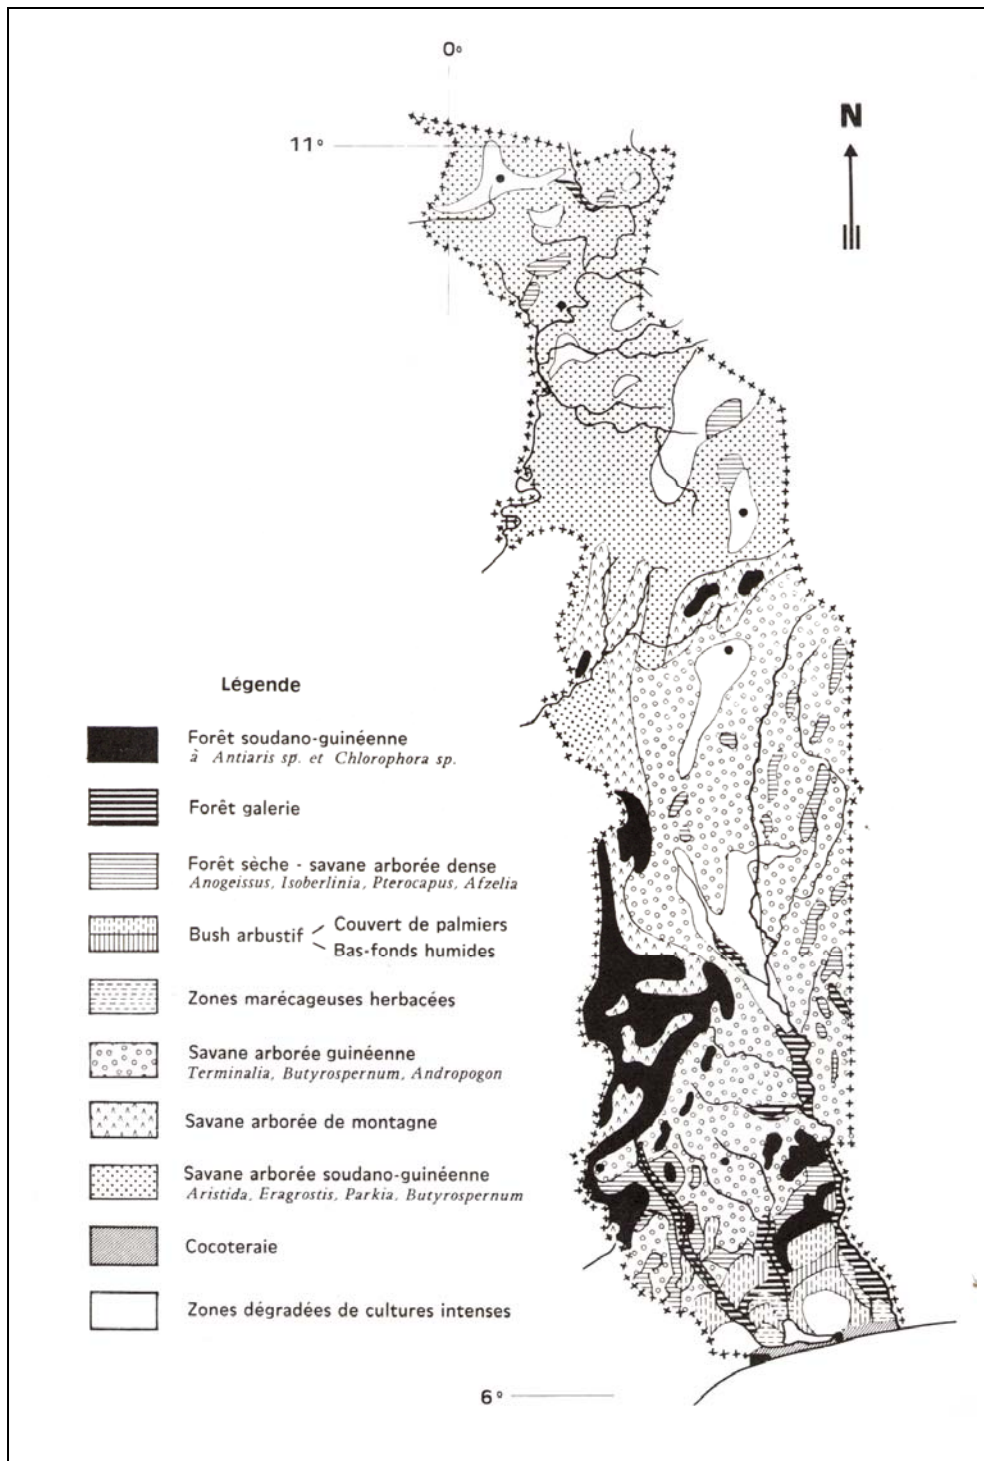 0°
11°
N
Légende
Forêt soudano-guinéenne
à Antiaris sp. et Chlorophora sp.
Forêt galerie
Forêt sèche - savane arborée dense
Anogeissus, Isoberlinia, Pterocapus, Afzelia
Bush arbustif
Couvert de palmiers
Bas-fonds humides
Zones marécageuses herbacées
Savane arborée guinéenne
Terminalia, Butyrospernum, Andropogon
Savane arborée de montagne
Savane arborée soudano-guinéenne
Aristida, Eragrostis, Parkia, Butyrospernum
Cocoteraie
Zones dégradées de cultures intenses
6°